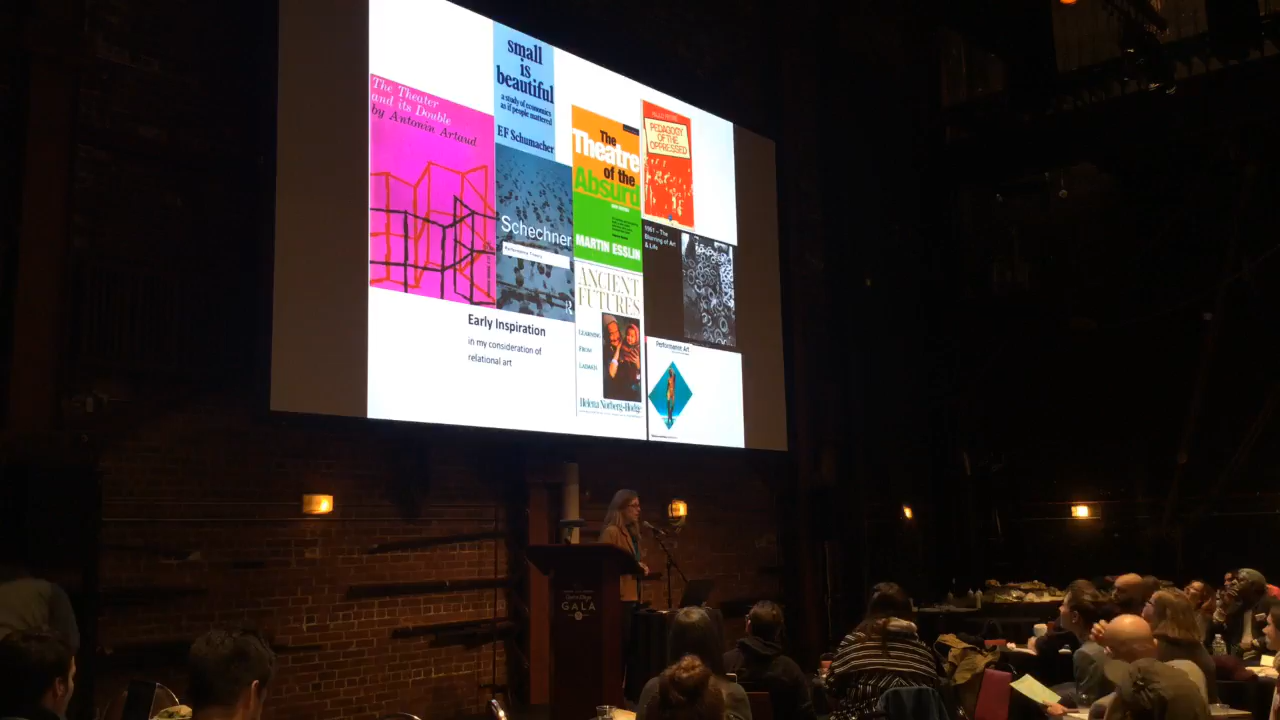 The Theater
and its Double
by Antonin Artaud
small
is
beautiful
a study of economics
as if people mattered
EF Schumacher
Schechner
Performance Theory
Early Inspiration
in my consideration of
relational art
The
Theatre
of the
Absurd
MARTIN ESSLIN
ANCIENT
FUTURES
LEARNING
FROM
LADAKH
Helena Norberg-Hodge
PEDAGOGY
OF THE
OPPRESSED
1961 – The
Blurring of Art
& Life
Performance Art
GALA